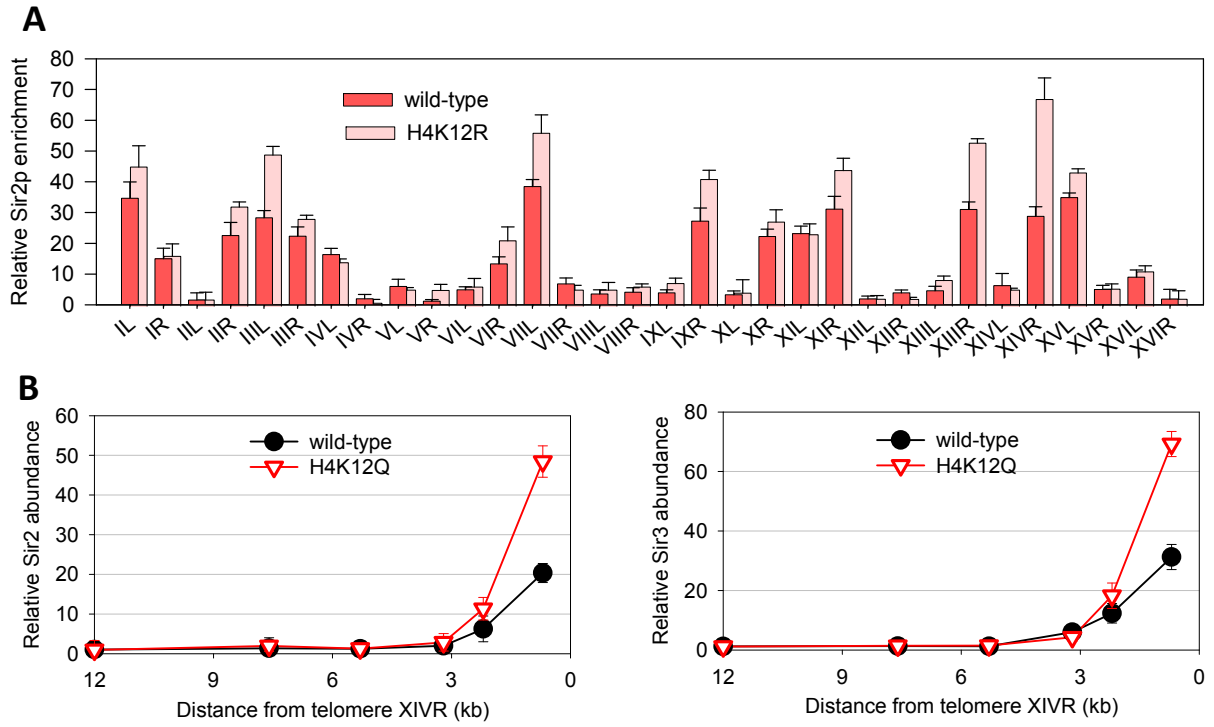 A
Relative Sir2p enrichment
80
70
60
50
40
30
20
10
0
wild-type
H4K12R
IL IR IIL IIR IIIL IIIR IVL IVR VL VR VIL VIR VIIL VIIR VIIIL VIIIR IXL IXR XL XR XIL XIR XIIL XIIR XIIIL XIIIR XIVL XIVR XVL XVR XVIL XVIR
B
Relative Sir2 abundance
60
50
40
30
20
10
0
wild-type
H4K12Q
12 9 6 3 0
Distance from telomere XIVR (kb)
Relative Sir3 abundance
80
60
40
20
0
wild-type
H4K12Q
12 9 6 3 0
Distance from telomere XIVR (kb)